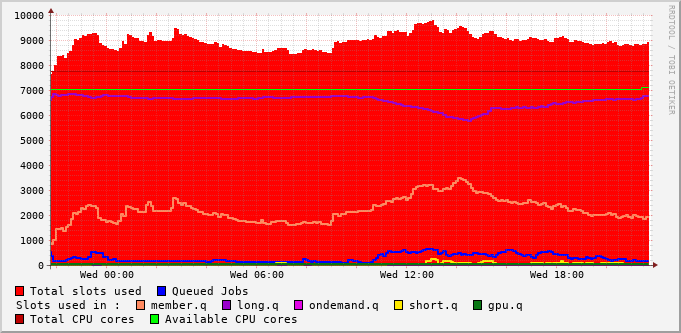 RRDTOOL / TOBI OETIKER
10000
9000
8000
7000
6000
5000
4000
3000
2000
1000
0
Wed 00:00 Wed 06:00 Wed 12:00 Wed 18:00
Total slots used Queued Jobs
Slots used in : member.q long.q ondemand.q short.q gpu.q
Total CPU cores Available CPU cores